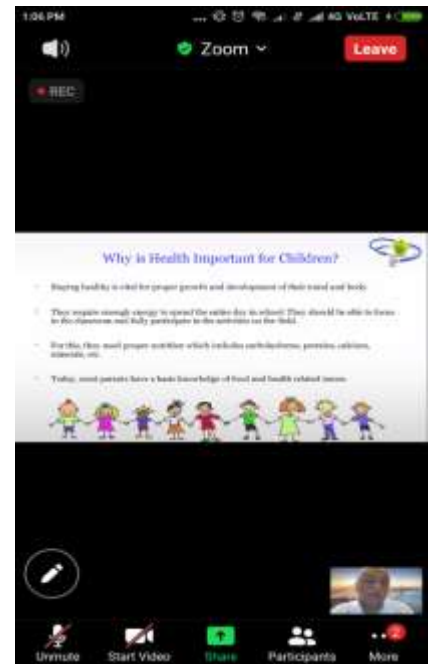 1:06 PM ... 4G VoLTE
Zoom
Leave
REC
Why is Health Important for Children?
Staying healthy is vital for proper growth and development of their mind and body.
They require enough energy to spend the entire day in school. They should be able to focus
in the classroom and fully participate in the activities on the field.
For this, they need proper nutrition which includes carbohydrates, proteins, calcium,
minerals, etc.
Today, most parents have a basic knowledge of food and health related issues.
2
Unmute Start Video Share Participants More